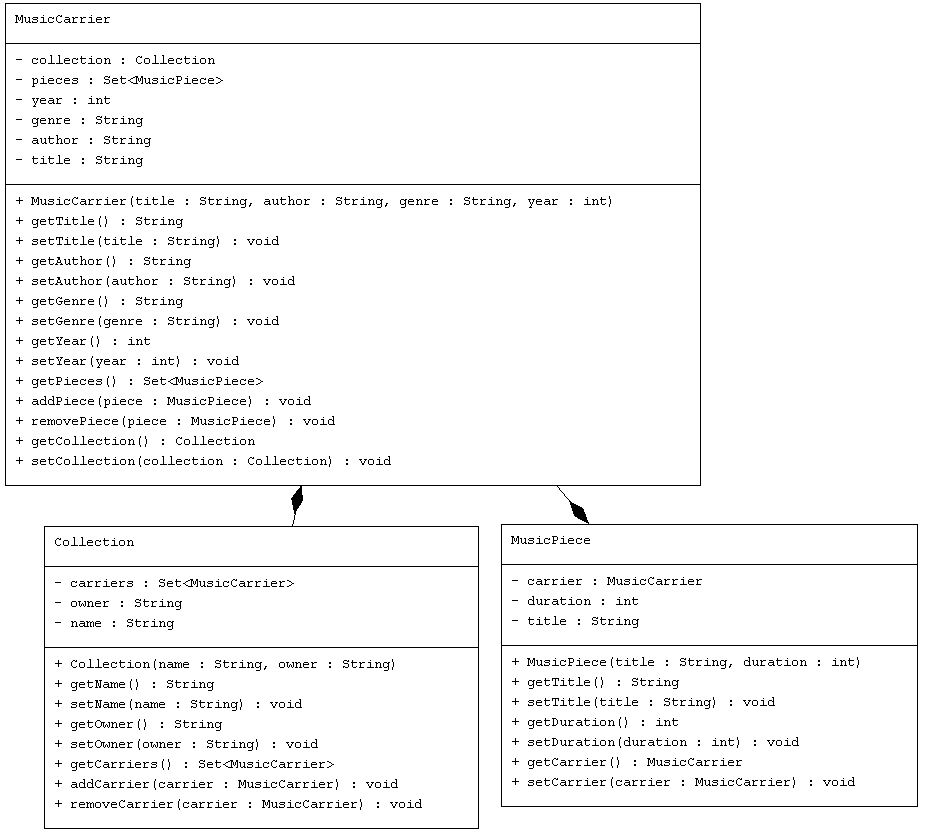 MusicCarrier
- collection : Collection
- pieces : Set<MusicPiece>
- year : int
- genre : String
- author : String
- title : String
+ MusicCarrier(title : String, author : String, genre : String, year : int)
+ getTitle() : String
+ setTitle(title : String) : void
+ getAuthor() : String
+ setAuthor(author : String) : void
+ getGenre() : String
+ setGenre(genre : String) : void
+ getYear() : int
+ setYear(year : int) : void
+ getPieces() : Set<MusicPiece>
+ addPiece(piece : MusicPiece) : void
+ removePiece(piece : MusicPiece) : void
+ getCollection() : Collection
+ setCollection(collection : Collection) : void
Collection
- carriers : Set<MusicCarrier>
- owner : String
- name : String
+ Collection(name : String, owner : String)
+ getName() : String
+ setName(name : String) : void
+ getOwner() : String
+ setOwner(owner : String) : void
+ getCarriers() : Set<MusicCarrier>
+ addCarrier(carrier : MusicCarrier) : void
+ removeCarrier(carrier : MusicCarrier) : void
MusicPiece
- carrier : MusicCarrier
- duration : int
- title : String
+ MusicPiece(title : String, duration : int)
+ getTitle() : String
+ setTitle(title : String) : void
+ getDuration() : int
+ setDuration(duration : int) : void
+ getCarrier() : MusicCarrier
+ setCarrier(carrier : MusicCarrier) : void